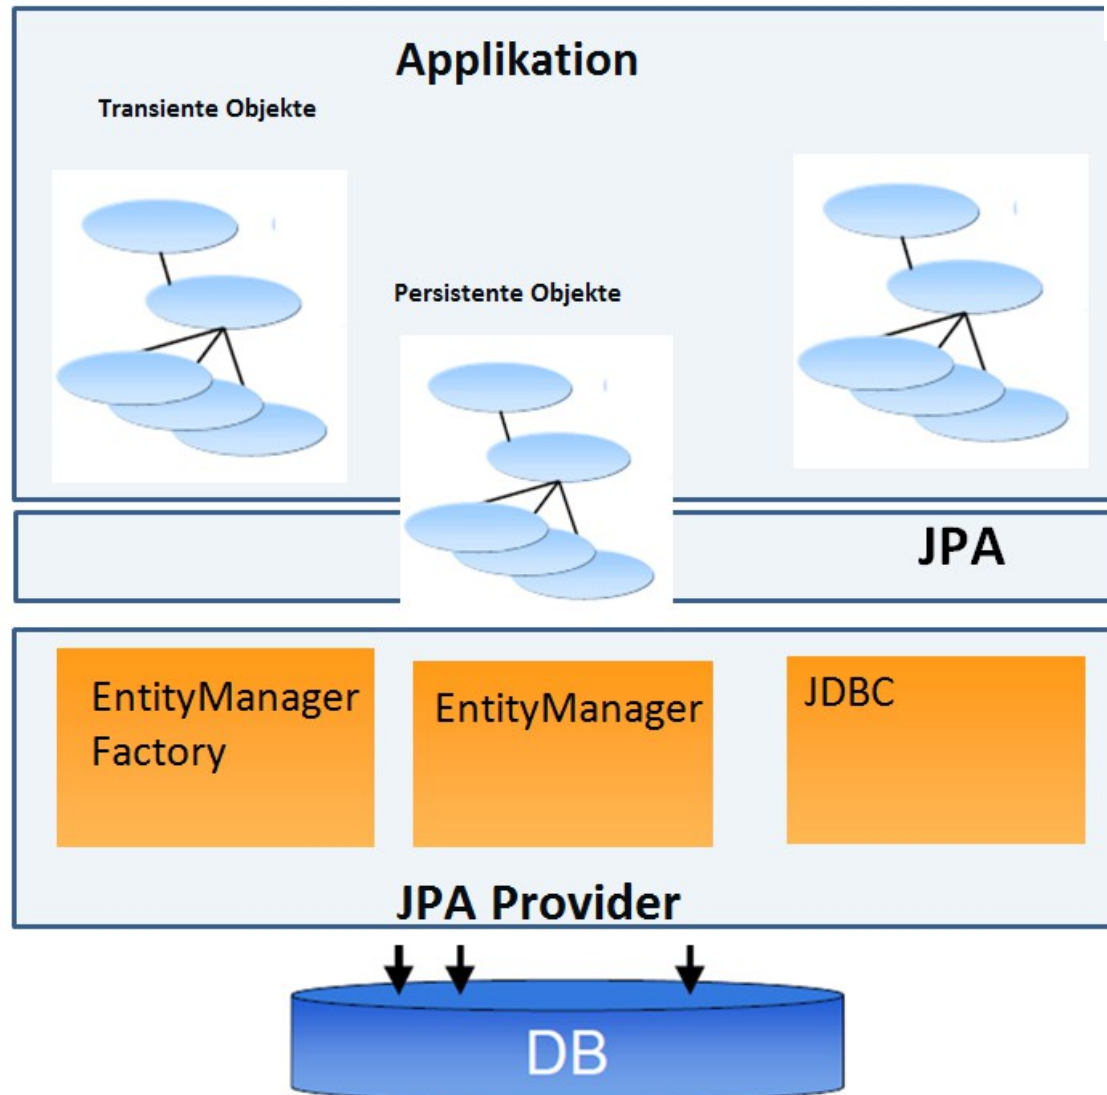 Applikation
Transiente Objekte
Persistente Objekte
JPA
EntityManager
Factory
EntityManager
JDBC
JPA Provider
DB